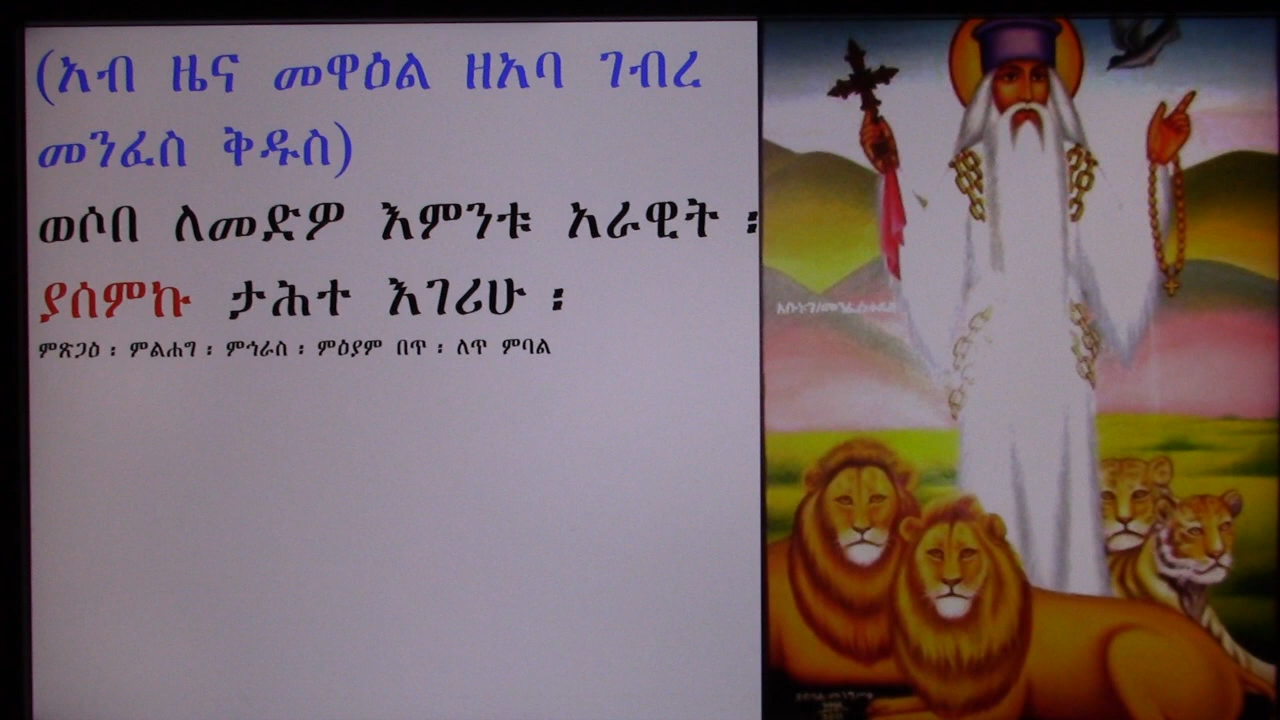 (አብ ዜና መዋዕል ዘአባ ገብረ
መንፈስ ቅዱስ)
ወሶበ ለመድዎ እምንቱ አራዊት ፡
ያሰምኩ ታሕተ እገሪሁ ፡
ምጽጋዕ ፡ ምልሐግ ፡ ምኅራስ ፡ ምዕያም በጥ ፡ ለጥ ምባል